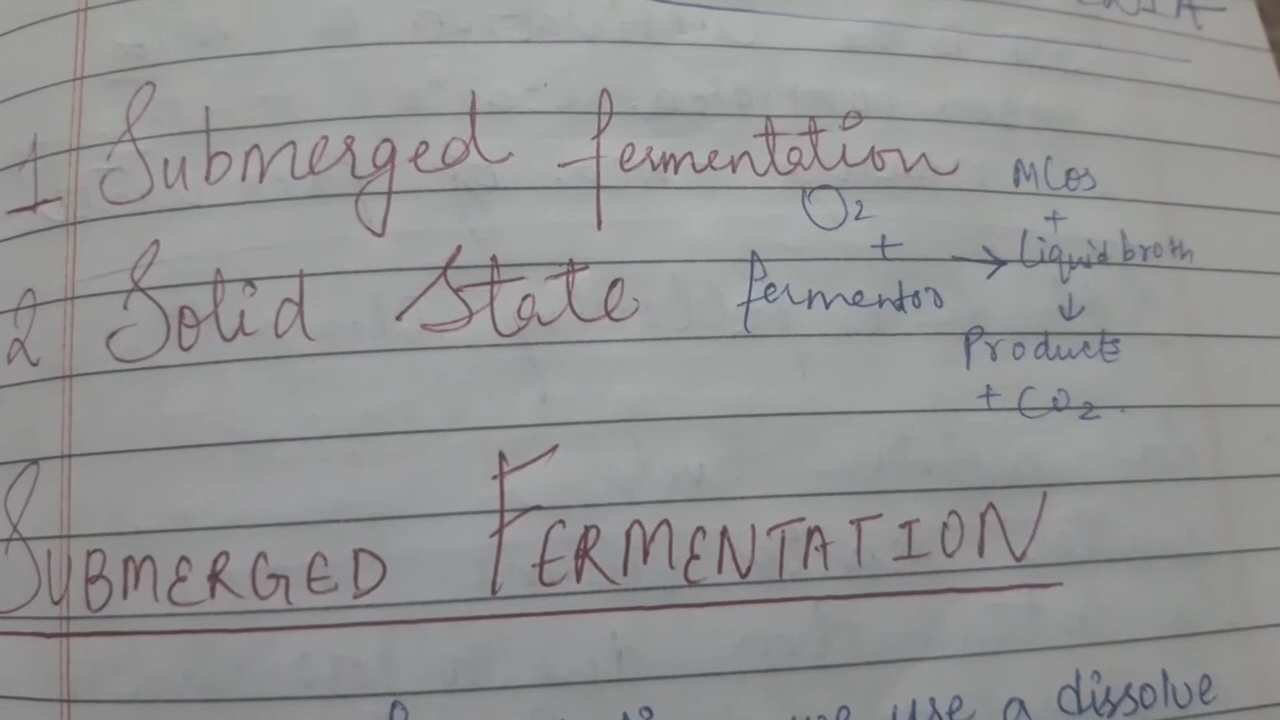 1 Submerged fermentation
MCOs
O2
+
+
2 Solid State
fermentor → liquid broth
↓
Products
+ CO2
SUBMERGED FERMENTATION
use a dissolve